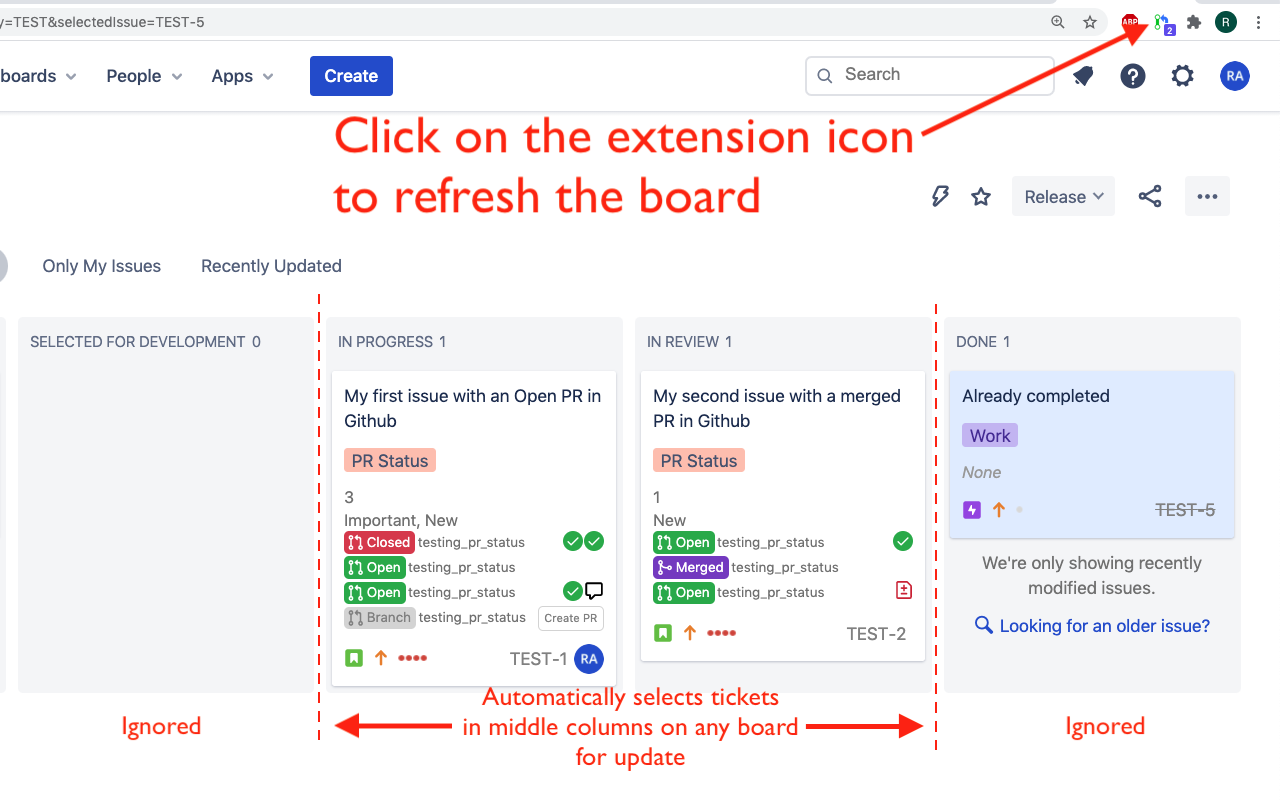 y=TEST&selectedIssue=TEST-5
ABP
2
R
boards People Apps Create Search RA
Click on the extension icon
to refresh the board
Release
Only My Issues Recently Updated
SELECTED FOR DEVELOPMENT 0
IN PROGRESS 1
My first issue with an Open PR in
Github
PR Status
3
Important, New
Closed testing_pr_status
Open testing_pr_status
Open testing_pr_status
Branch testing_pr_status Create PR
TEST-1 RA
IN REVIEW 1
My second issue with a merged
PR in Github
PR Status
1
New
Open testing_pr_status
Merged testing_pr_status
Open testing_pr_status
TEST-2
DONE 1
Already completed
Work
None
TEST-5
We're only showing recently
modified issues.
Looking for an older issue?
Ignored
Automatically selects tickets
in middle columns on any board
for update
Ignored